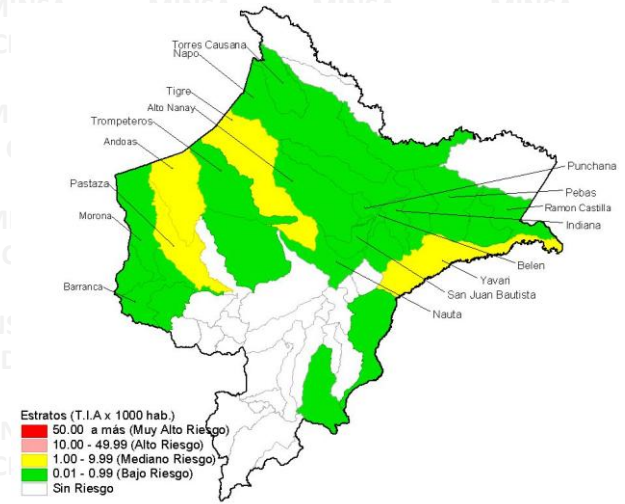 Torres Causana
Napo
Tigre
Alto Nanay
Trompeteros
Andoas
Pastaza
Morona
Barranca
Punchana
Pebas
Ramon Castilla
Indiana
Belen
Yavari
San Juan Bautista
Nauta
Estratos (T.I.A x 1000 hab.)
50.00 a más (Muy Alto Riesgo)
10.00 - 49.99 (Alto Riesgo)
1.00 - 9.99 (Mediano Riesgo)
0.01 - 0.99 (Bajo Riesgo)
Sin Riesgo